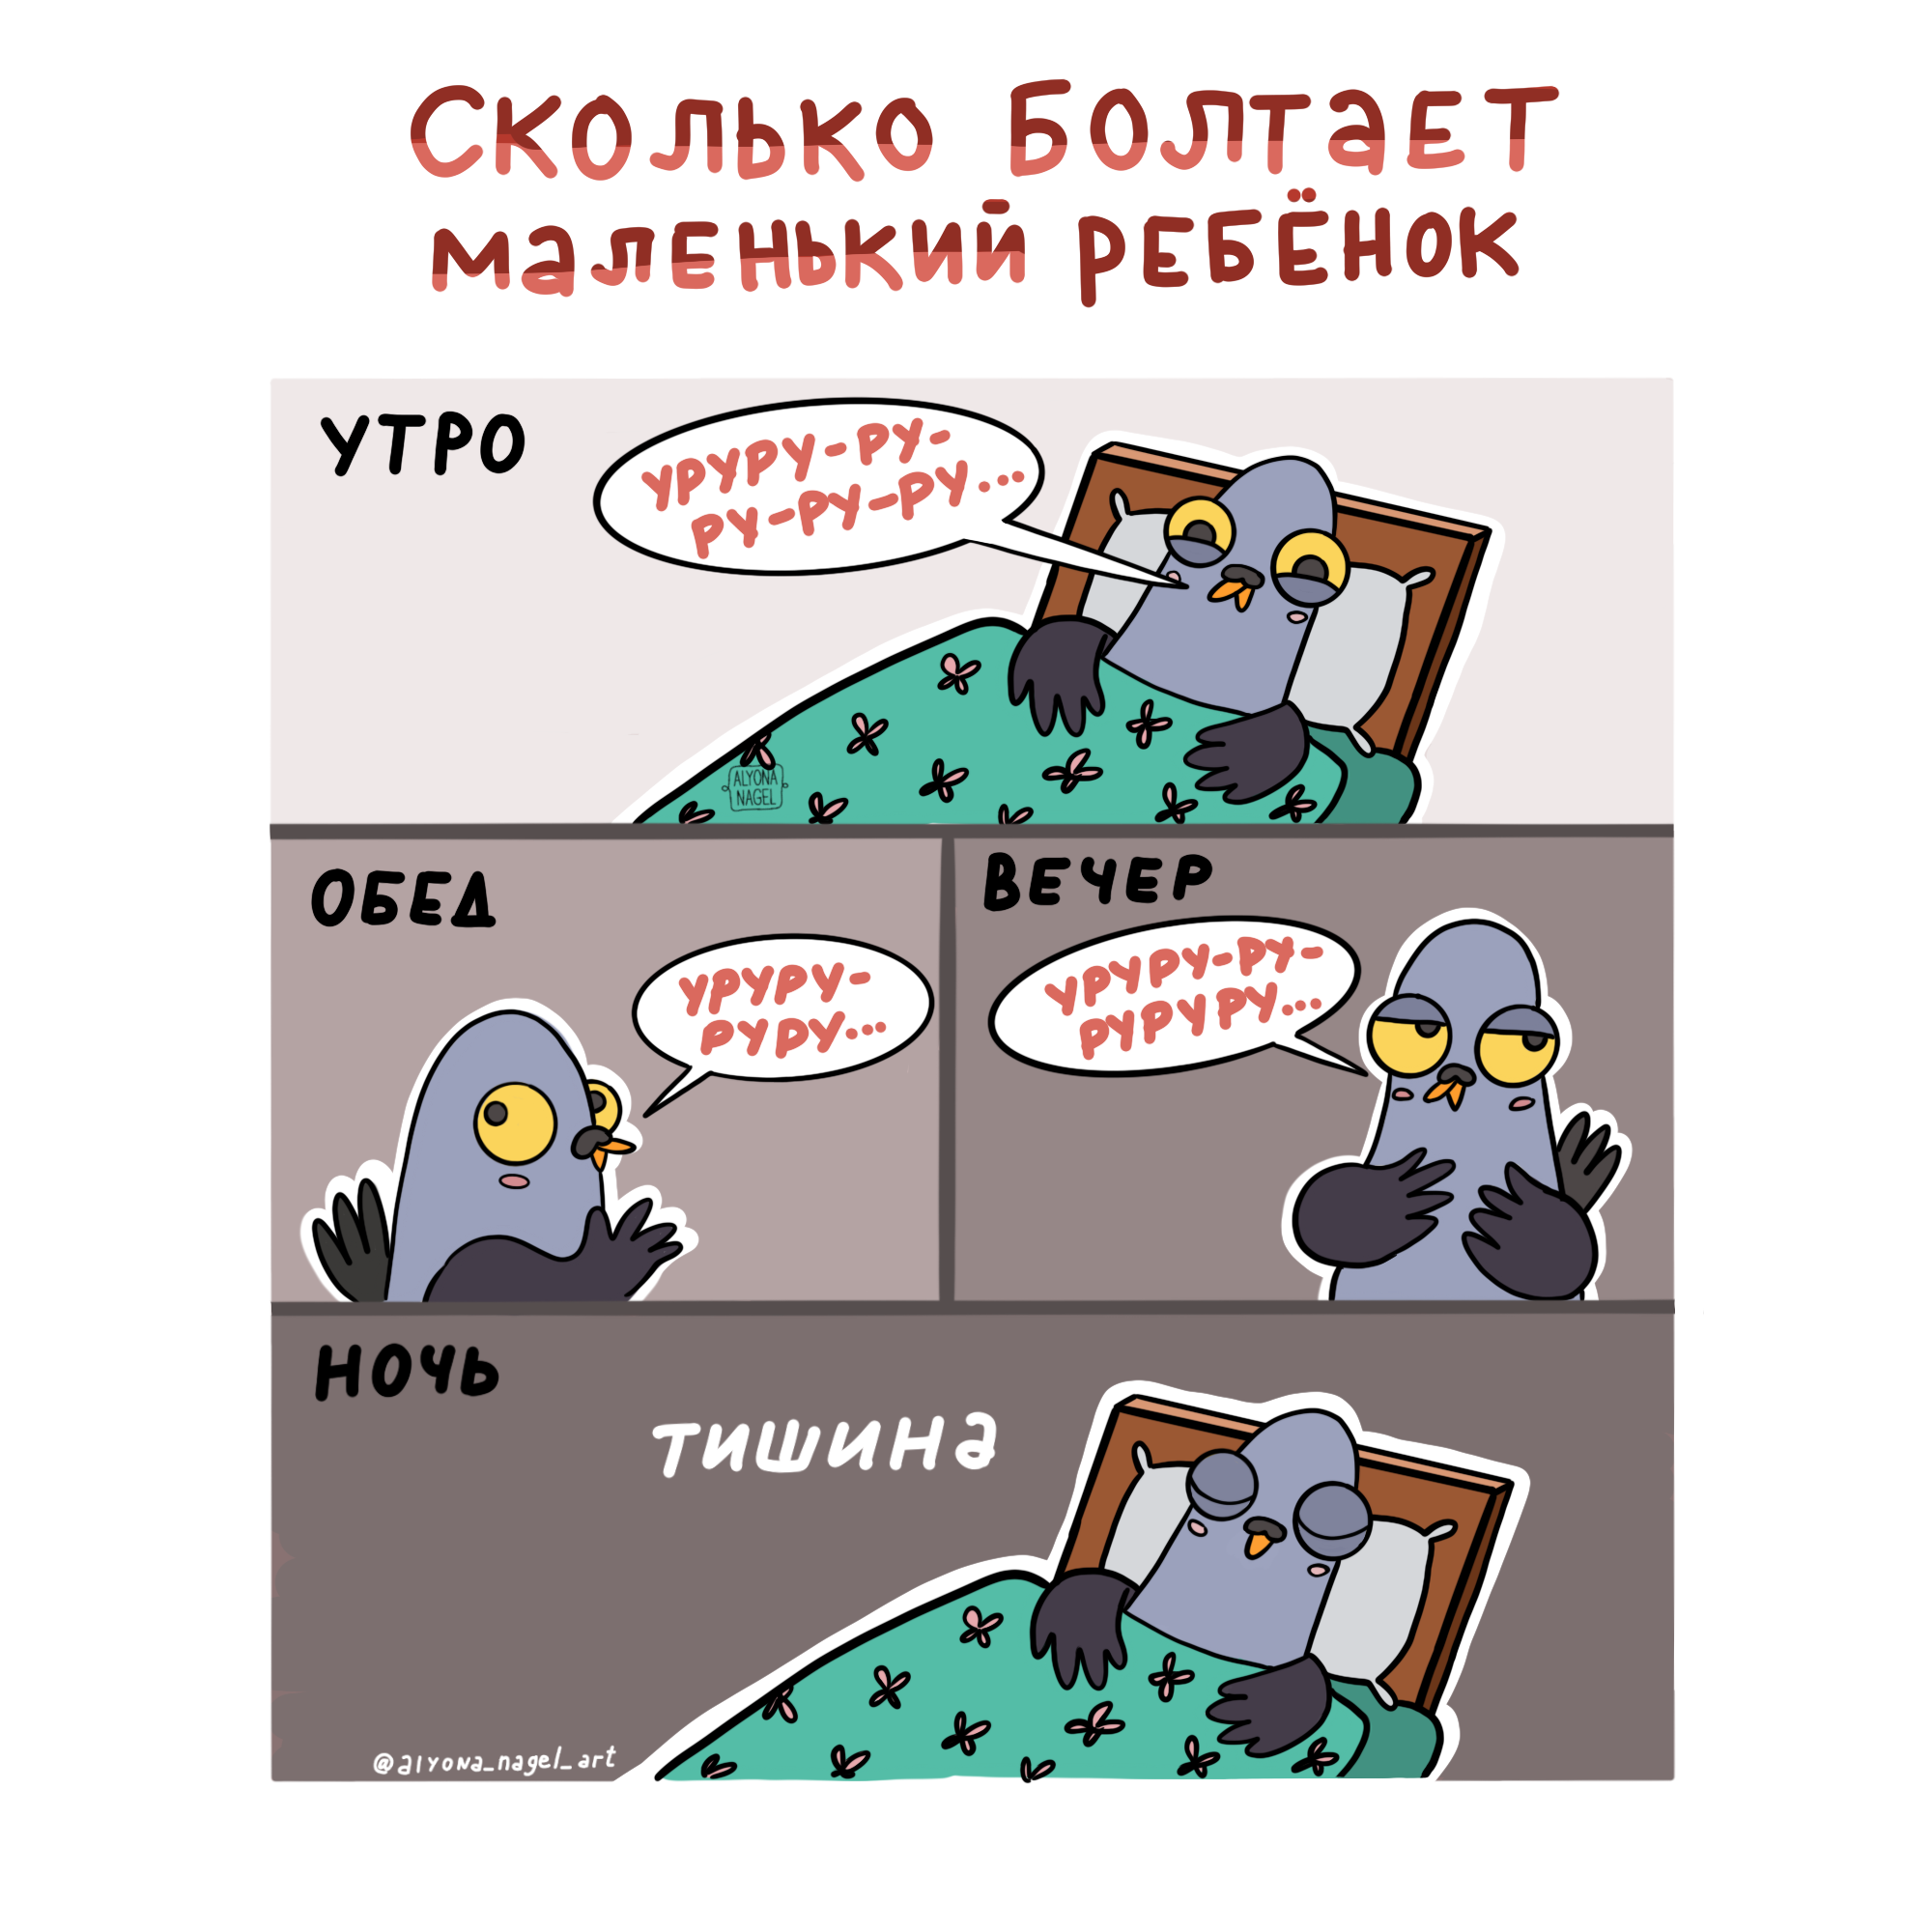 СКОЛЬКО БОЛТАЕТ
МАЛЕНЬКИЙ РЕБЁНОК
УТРО
УРУРУ-РУ-
РУ-РУ-РУ...
ALYONA
NAGEL
ОБЕД
УРУРУ-
РУРУ...
ВЕЧЕР
УРУРУ-РУ-
РУРУРУ...
НОЧЬ
ТИШИНА
@alyona_nagel_art